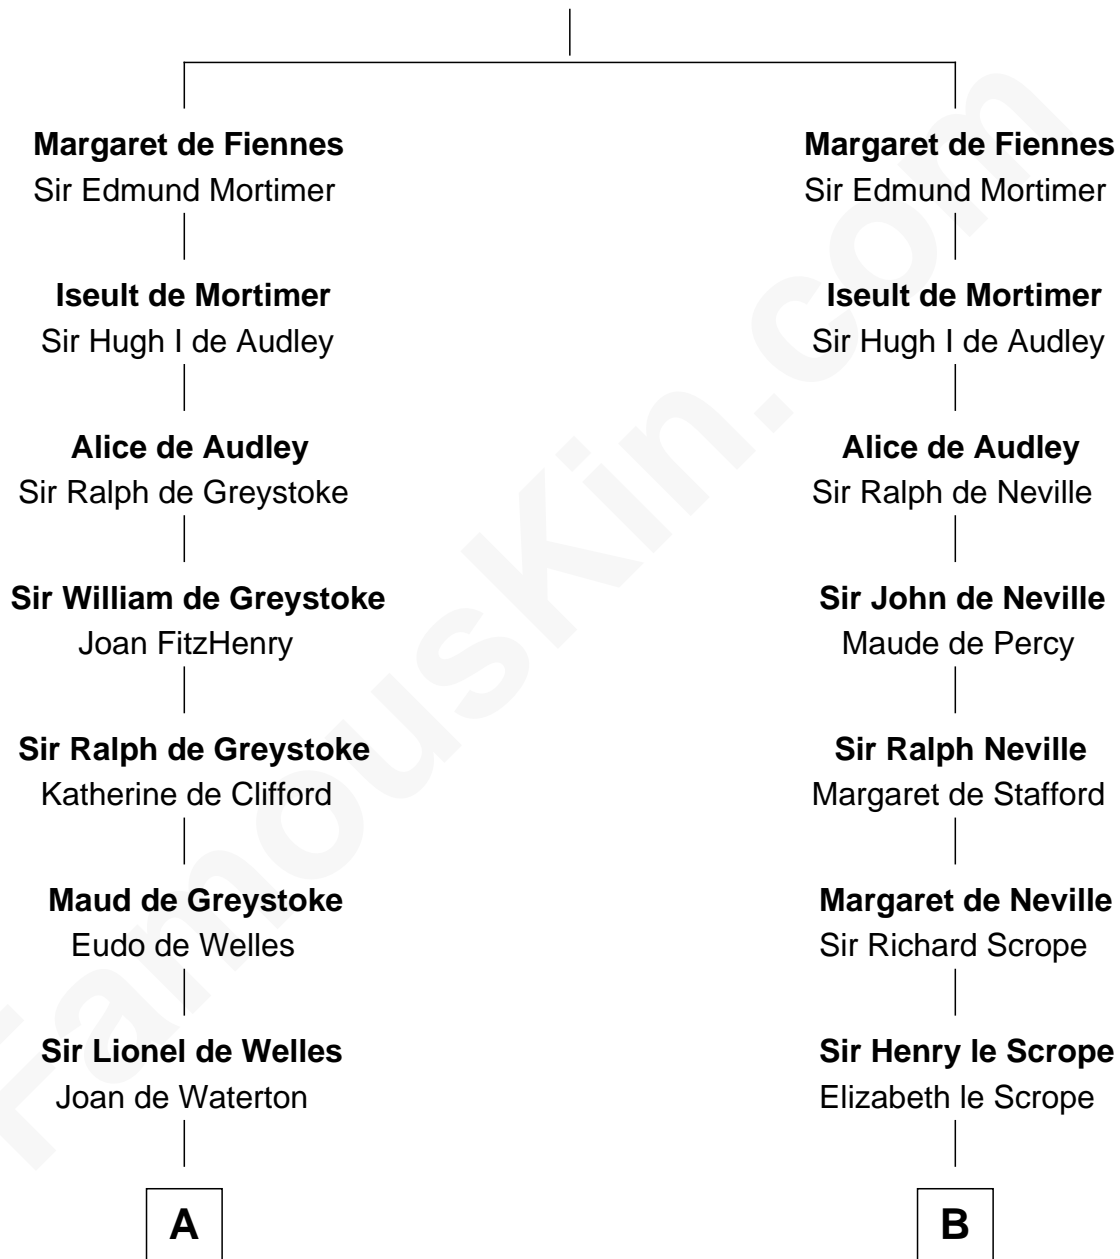 Margaret de Fiennes
Sir Edmund Mortimer
Iseult de Mortimer
Sir Hugh I de Audley
Alice de Audley
Sir Ralph de Greystoke
Sir William de Greystoke
Joan FitzHenry
Sir Ralph de Greystoke
Katherine de Clifford
Maud de Greystoke
Eudo de Welles
Sir Lionel de Welles
Joan de Waterton
A
Margaret de Fiennes
Sir Edmund Mortimer
Iseult de Mortimer
Sir Hugh I de Audley
Alice de Audley
Sir Ralph de Neville
Sir John de Neville
Maude de Percy
Sir Ralph Neville
Margaret de Stafford
Margaret de Neville
Sir Richard Scrope
Sir Henry le Scrope
Elizabeth le Scrope
B
FamousKin.com